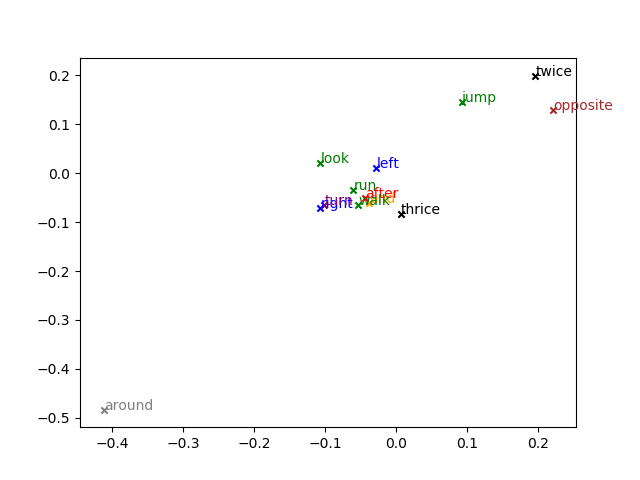 0.2
0.1
0.0
−0.1
−0.2
−0.3
−0.4
−0.5
twice
opposite
jump
look
left
run
after
turn
right
walk
thrice
around
−0.4
−0.3
−0.2
−0.1
0.0
0.1
0.2